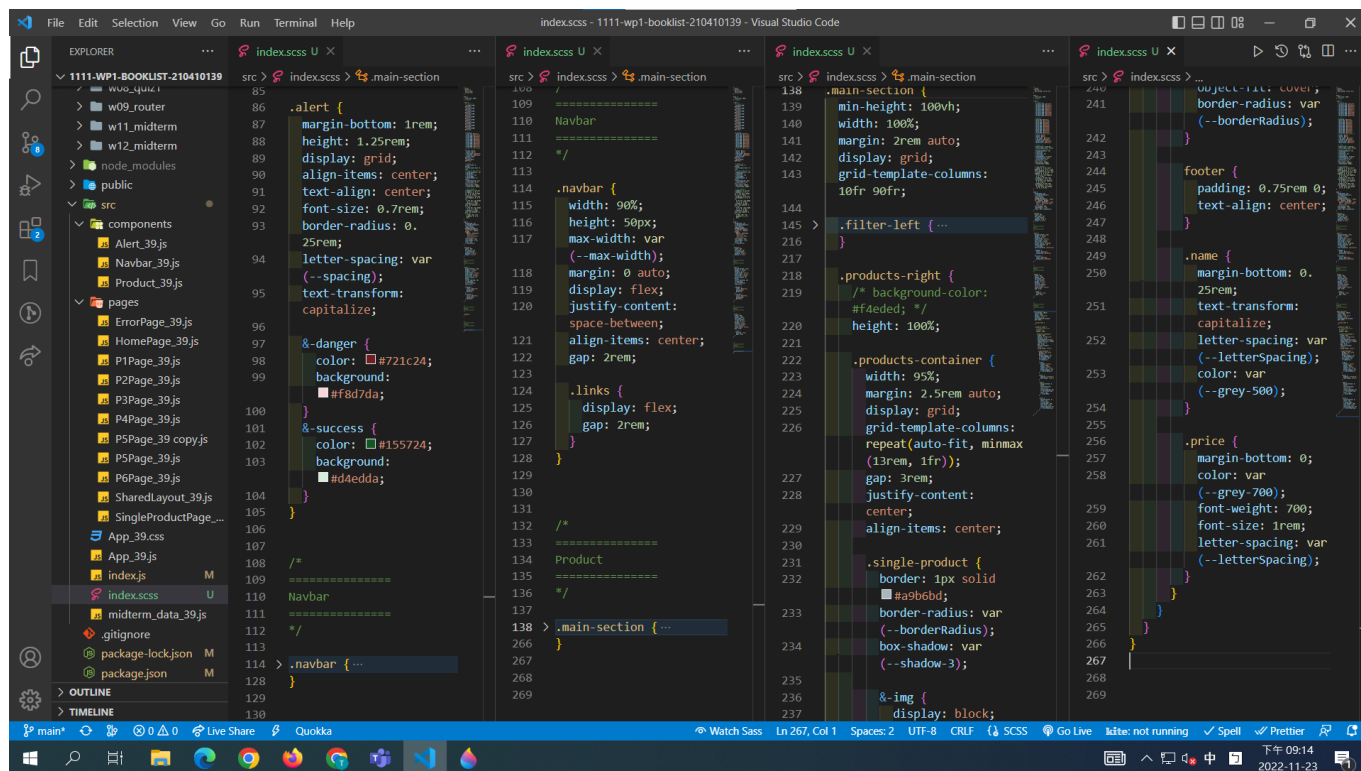 File Edit Selection View Go Run Terminal Help
index.scss - 1111-wp1-booklist-210410139 - Visual Studio Code
EXPLORER
1111-WP1-BOOKLIST-210410139
w08_quiz1
w09_router
w11_midterm
w12_midterm
node_modules
public
src
components
Alert_39.js
Navbar_39.js
Product_39.js
pages
ErrorPage_39.js
HomePage_39.js
P1Page_39.js
P2Page_39.js
P3Page_39.js
P4Page_39.js
P5Page_39 copy.js
P5Page_39.js
P6Page_39.js
SharedLayout_39.js
SingleProductPage_...
App_39.css
App_39.js
index.js M
index.scss U
midterm_data_39.js
.gitignore
package-lock.json M
package.json M
OUTLINE
TIMELINE
8
2
index.scss U
src > index.scss > .main-section
85
86 .alert {
87 margin-bottom: 1rem;
88 height: 1.25rem;
89 display: grid;
90 align-items: center;
91 text-align: center;
92 font-size: 0.7rem;
93 border-radius: 0.
25rem;
94 letter-spacing: var
(--spacing);
95 text-transform:
capitalize;
96
97 &-danger {
98 color: #721c24;
99 background:
#f8d7da;
100 }
101 &-success {
102 color: #155724;
103 background:
#d4edda;
104 }
105 }
106
107
108 /*
109 ===============
110 Navbar
111 ===============
112 */
113
114 .navbar { ...
128 }
129
130
index.scss U
src > index.scss > .main-section
108 /*
109 ===============
110 Navbar
111 ===============
112 */
113
114 .navbar {
115 width: 90%;
116 height: 50px;
117 max-width: var
(--max-width);
118 margin: 0 auto;
119 display: flex;
120 justify-content:
space-between;
121 align-items: center;
122 gap: 2rem;
123
124 .links {
125 display: flex;
126 gap: 2rem;
127 }
128 }
129
130
131
132 /*
133 ===============
134 Product
135 ===============
136 */
137
138 .main-section { ...
266 }
267
268
269
index.scss U
src > index.scss > .main-section
138 .main-section {
139 min-height: 100vh;
140 width: 100%;
141 margin: 2rem auto;
142 display: grid;
143 grid-template-columns:
10fr 90fr;
144
145 .filter-left { ...
216 }
217
218 .products-right {
219 /* background-color:
#f4eded; */
220 height: 100%;
221
222 .products-container {
223 width: 95%;
224 margin: 2.5rem auto;
225 display: grid;
226 grid-template-columns:
repeat(auto-fit, minmax
(13rem, 1fr));
227 gap: 3rem;
228 justify-content:
center;
229 align-items: center;
230
231 .single-product {
232 border: 1px solid
#a9b6bd;
233 border-radius: var
(--borderRadius);
234 box-shadow: var
(--shadow-3);
235
236 &-img {
237 display: block;
index.scss U
src > index.scss > ...
240 object-fit: cover;
241 border-radius: var
(--borderRadius);
242 }
243
244 footer {
245 padding: 0.75rem 0;
246 text-align: center;
247 }
248
249 .name {
250 margin-bottom: 0.
25rem;
251 text-transform:
capitalize;
252 letter-spacing: var
(--letterSpacing);
253 color: var
(--grey-500);
254 }
255
256 .price {
257 margin-bottom: 0;
258 color: var
(--grey-700);
259 font-weight: 700;
260 font-size: 1rem;
261 letter-spacing: var
(--letterSpacing);
262 }
263 }
264 }
265 }
266 }
267
268
269
main* 0 0 Live Share Quokka
Watch Sass Ln 267, Col 1 Spaces: 2 UTF-8 CRLF SCSS Go Live kite: not running Spell Prettier
中
下午 09:14
2022-11-23
1